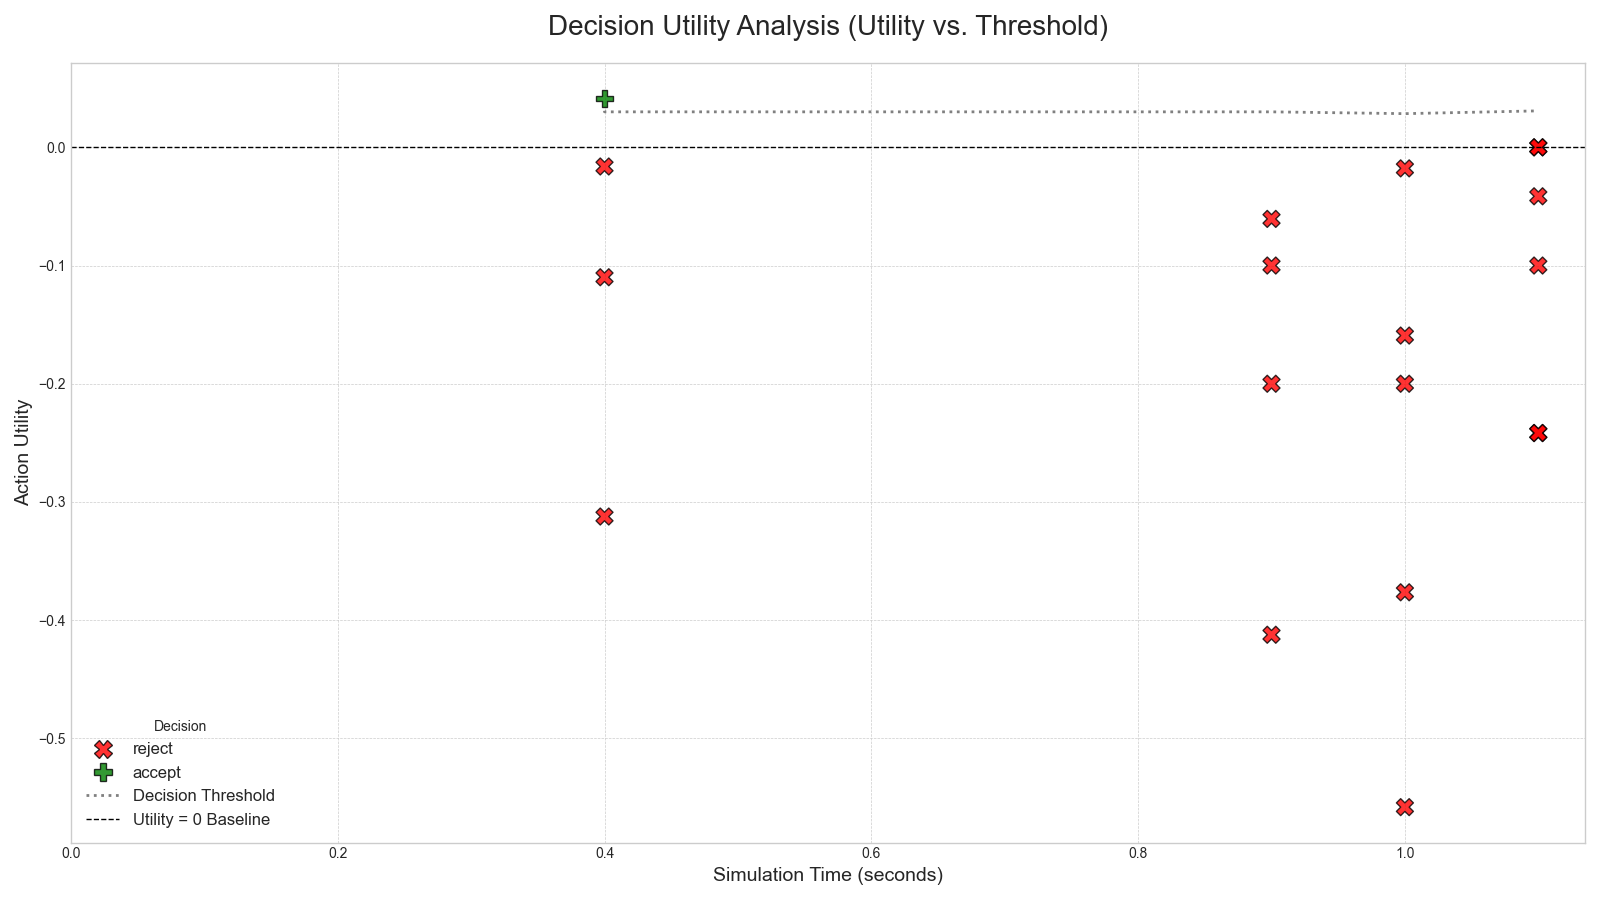 Decision Utility Analysis (Utility vs. Threshold)
Action Utility
0.0
−0.1
−0.2
−0.3
−0.4
−0.5
Decision
reject
accept
Decision Threshold
Utility = 0 Baseline
0.0 0.2 0.4 0.6 0.8 1.0
Simulation Time (seconds)